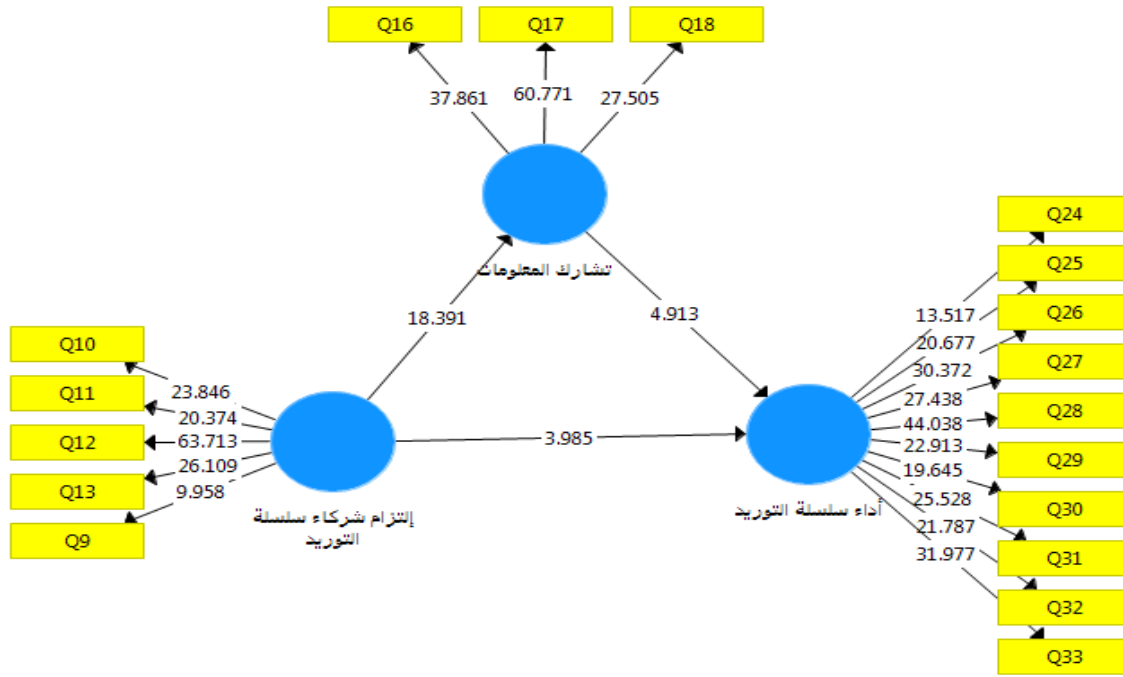 Q16
Q17
Q18
37.861
60.771
27.505
تشارك المعلومات
18.391
4.913
3.985
Q10
Q11
Q12
Q13
Q9
23.846
20.374
63.713
26.109
9.958
إلتزام شركاء سلسلة
التوريد
أداء سلسلة التوريد
13.517
20.677
30.372
27.438
44.038
22.913
19.645
25.528
21.787
31.977
Q24
Q25
Q26
Q27
Q28
Q29
Q30
Q31
Q32
Q33